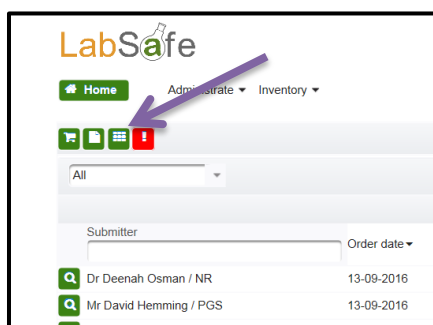 LabSafe
Home Administrate Inventory
!
All
Submitter
Order date
Dr Deenah Osman / NR 13-09-2016
Mr David Hemming / PGS 13-09-2016